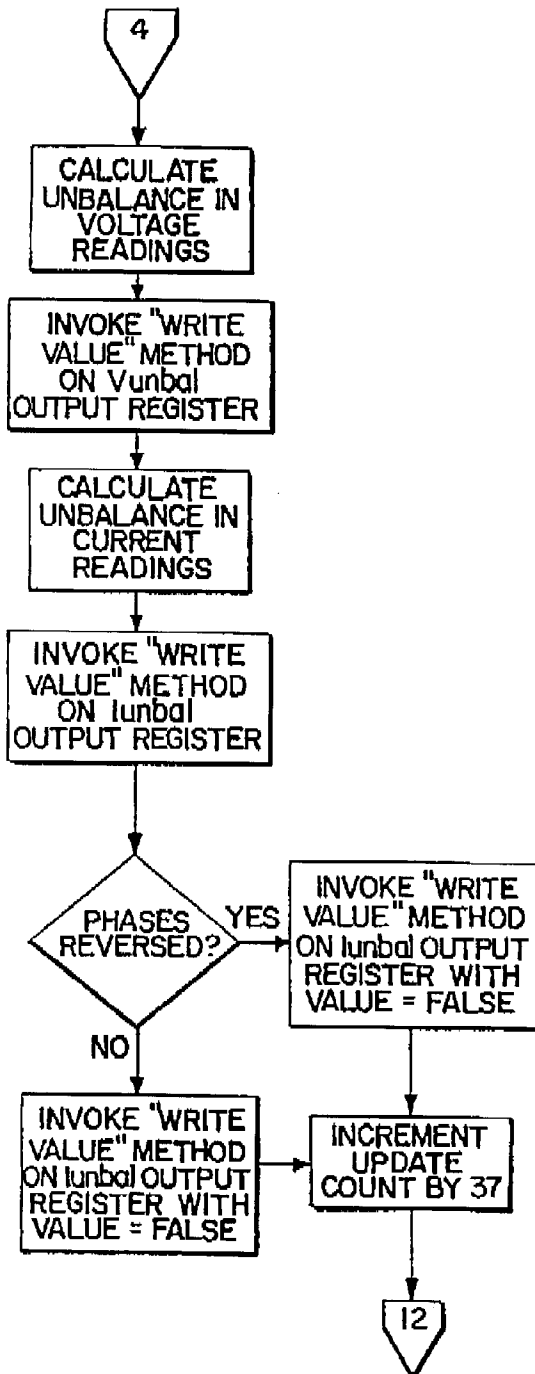 4
CALCULATE
UNBALANCE IN
VOLTAGE
READINGS
INVOKE "WRITE
VALUE" METHOD
ON Vunbal
OUTPUT REGISTER
CALCULATE
UNBALANCE IN
CURRENT
READINGS
INVOKE "WRITE
VALUE" METHOD
ON Iunbal
OUTPUT REGISTER
PHASES
REVERSED?
YES
INVOKE "WRITE
VALUE" METHOD
ON Iunbal OUTPUT
REGISTER WITH
VALUE = FALSE
NO
INVOKE "WRITE
VALUE" METHOD
ON Iunbal OUTPUT
REGISTER WITH
VALUE = FALSE
INCREMENT
UPDATE
COUNT BY 37
12